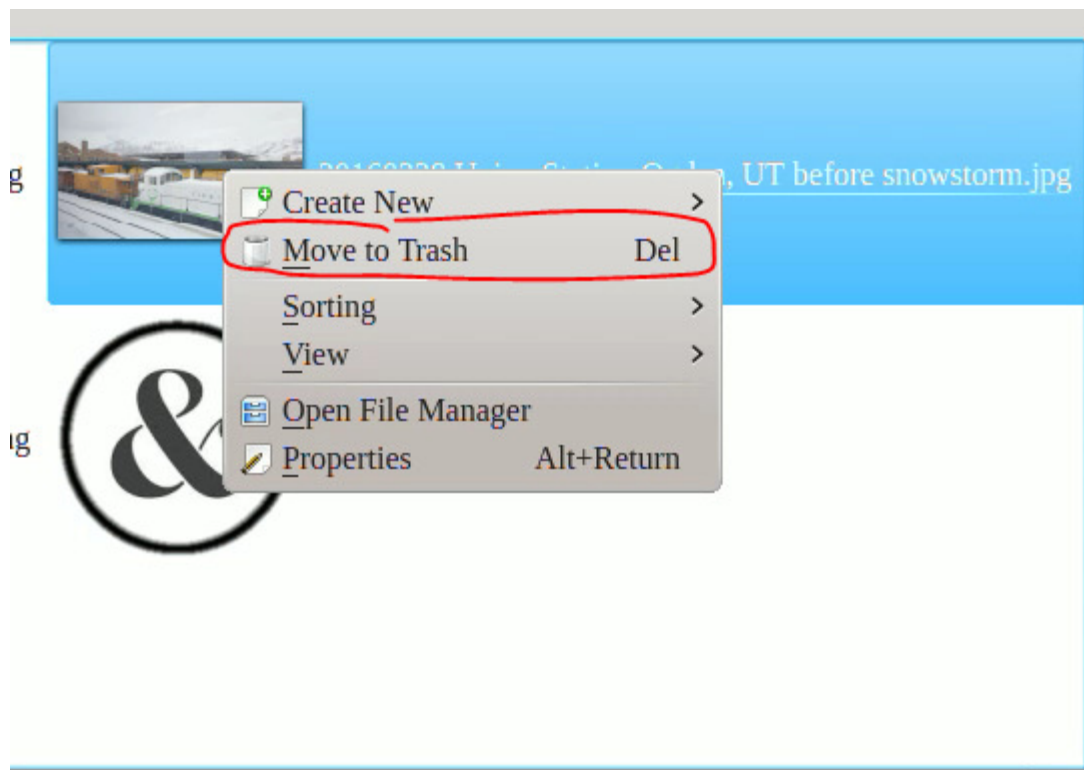 g
, UT before snowstorm.jpg
Create New
Move to Trash Del
Sorting
View
Open File Manager
Properties Alt+Return
&
ng